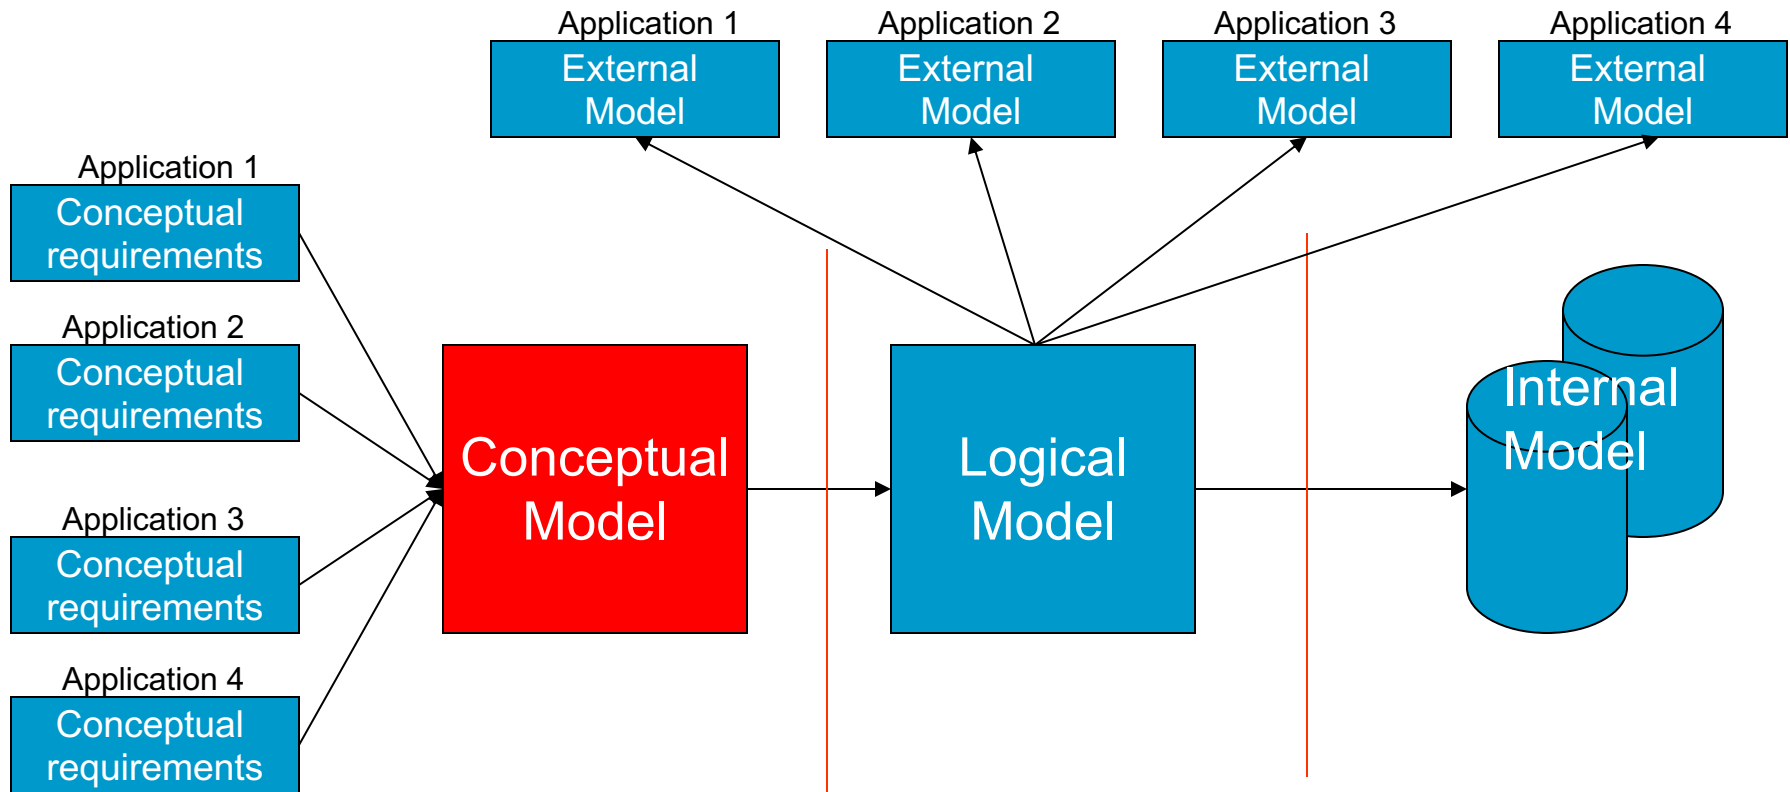 Application 1
External
Model
Application 2
External
Model
Application 3
External
Model
Application 4
External
Model
Application 1
Conceptual
requirements
Application 2
Conceptual
requirements
Application 3
Conceptual
requirements
Application 4
Conceptual
requirements
Conceptual
Model
Logical
Model
Internal
Model